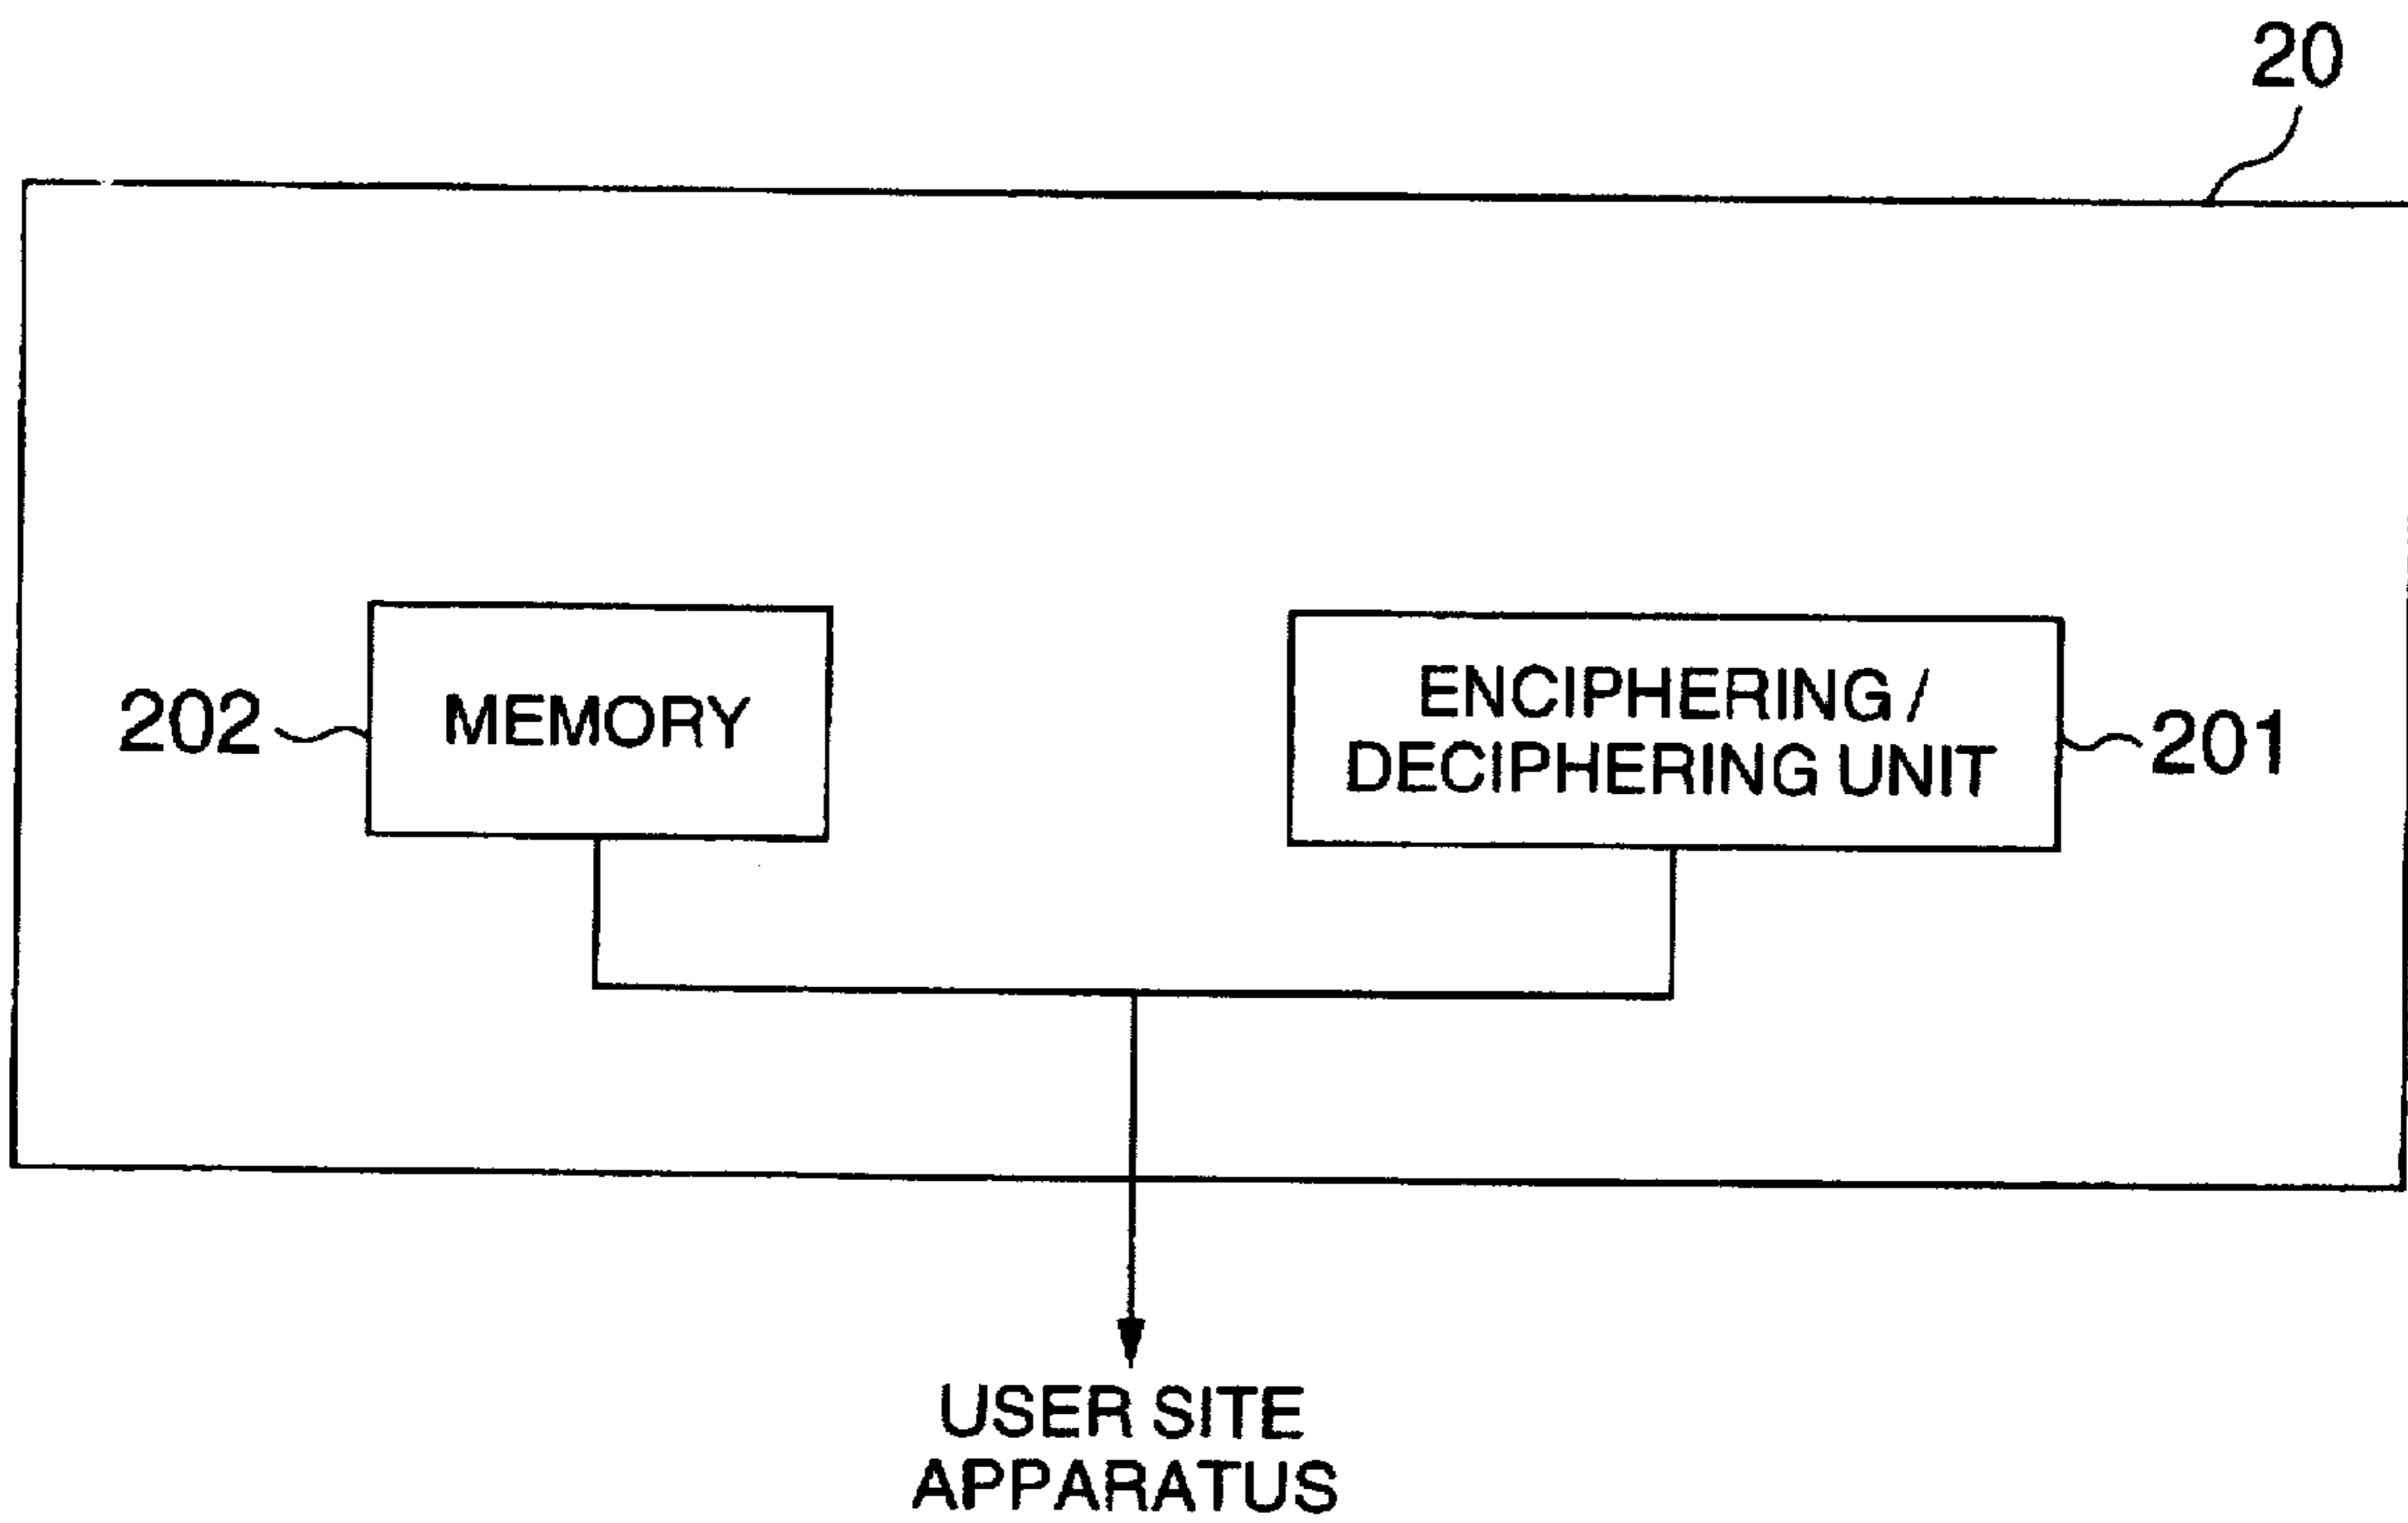 20
202
MEMORY
ENCIPHERING /
DECIPHERING UNIT
201
USER SITE
APPARATUS